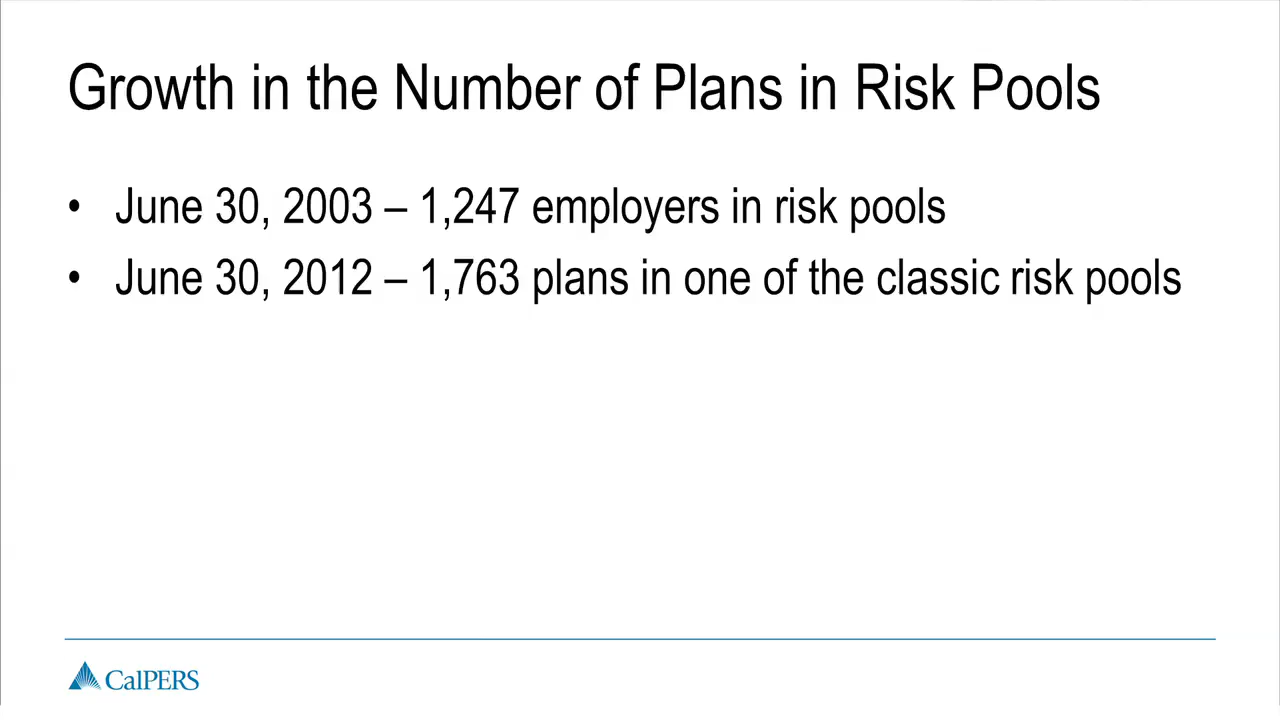 Growth in the Number of Plans in Risk Pools
• June 30, 2003 – 1,247 employers in risk pools
• June 30, 2012 – 1,763 plans in one of the classic risk pools
CalPERS